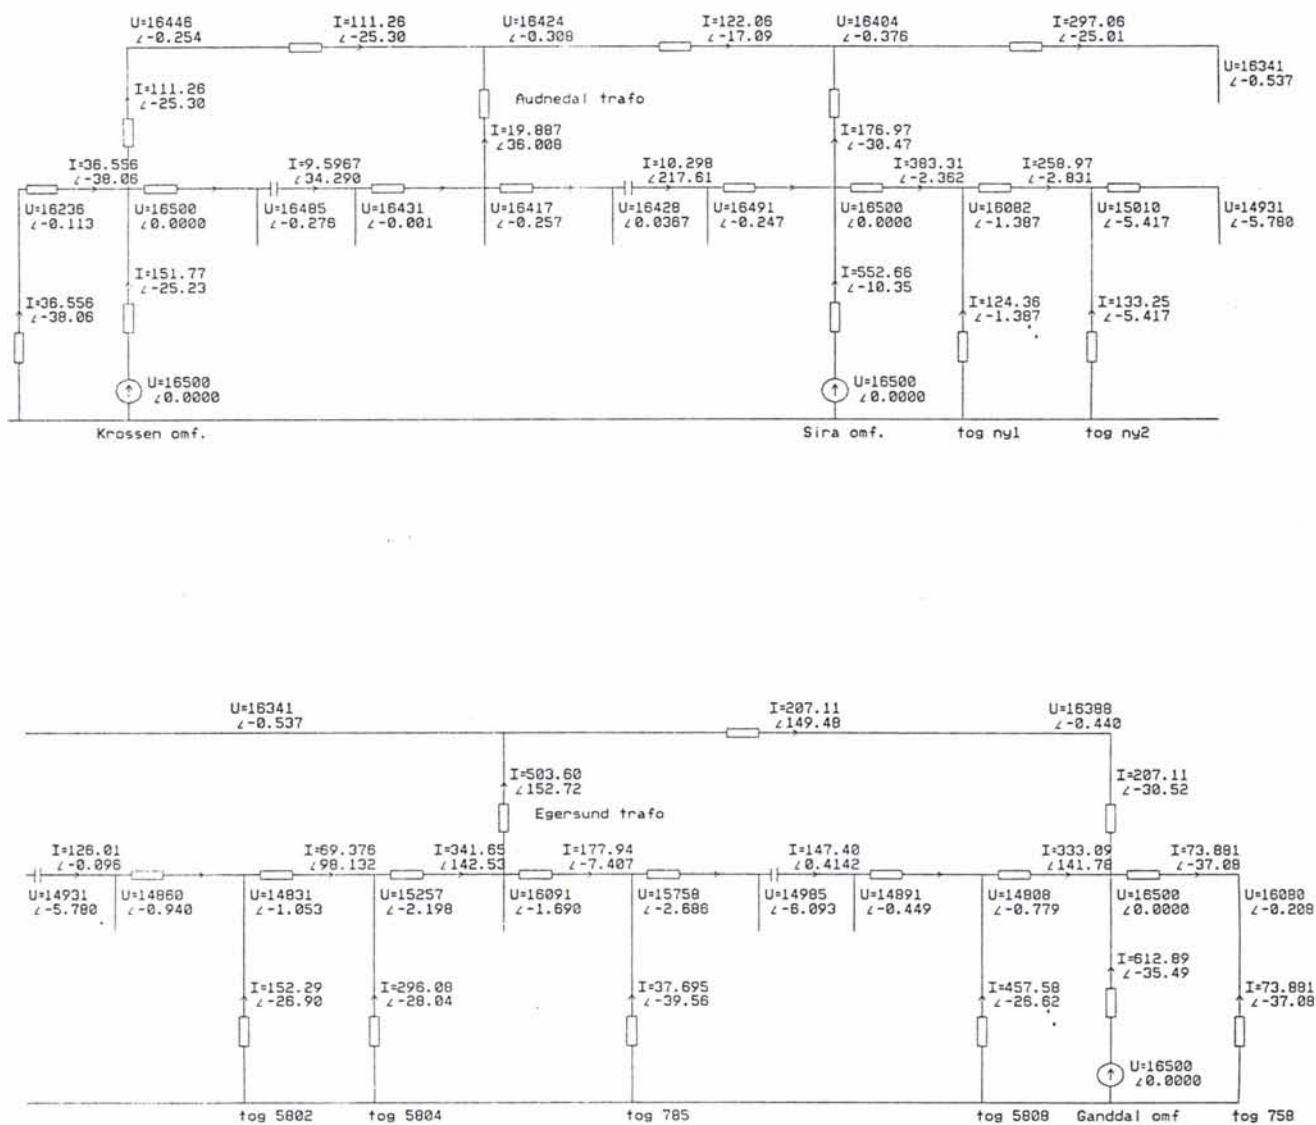 U=16446
∠-0.254
I=111.26
∠-25.30
U=16424
∠-0.308
I=122.06
∠-17.09
U=16404
∠-0.376
I=297.06
∠-25.01
U=16341
∠-0.537
I=111.26
∠-25.30
Audnedal trafo
I=19.887
∠36.008
I=176.97
∠-30.47
I=36.556
∠-38.06
I=9.5967
∠34.290
I=10.298
∠217.61
I=383.31
∠-2.362
I=258.97
∠-2.831
U=16236
∠-0.113
U=16500
∠0.0000
U=16485
∠-0.276
U=16431
∠-0.001
U=16417
∠-0.257
U=16428
∠0.0367
U=16491
∠-0.247
U=16500
∠0.0000
U=16082
∠-1.387
U=15010
∠-5.417
U=14931
∠-5.780
I=151.77
∠-25.23
I=552.66
∠-10.35
I=36.556
∠-38.06
I=124.36
∠-1.387
I=133.25
∠-5.417
U=16500
∠0.0000
U=16500
∠0.0000
Krossen omf.
Sira omf.
tog ny1
tog ny2
U=16341
∠-0.537
I=207.11
∠149.48
U=16388
∠-0.440
I=503.60
∠152.72
Egersund trafo
I=207.11
∠-30.52
I=126.01
∠-0.096
I=69.376
∠98.132
I=341.65
∠142.53
I=177.94
∠-7.407
I=147.40
∠0.4142
I=333.09
∠141.78
I=73.881
∠-37.08
U=14931
∠-5.780
U=14860
∠-0.940
U=14831
∠-1.053
U=15257
∠-2.198
U=16091
∠-1.690
U=15758
∠-2.686
U=14985
∠-6.093
U=14891
∠-0.449
U=14808
∠-0.779
U=16500
∠0.0000
U=16080
∠-0.208
I=152.29
∠-26.90
I=296.08
∠-28.04
I=37.695
∠-39.56
I=457.58
∠-26.62
I=612.89
∠-35.49
I=73.881
∠-37.08
U=16500
∠0.0000
tog 5802
tog 5804
tog 785
tog 5808
Ganddal omf
tog 758